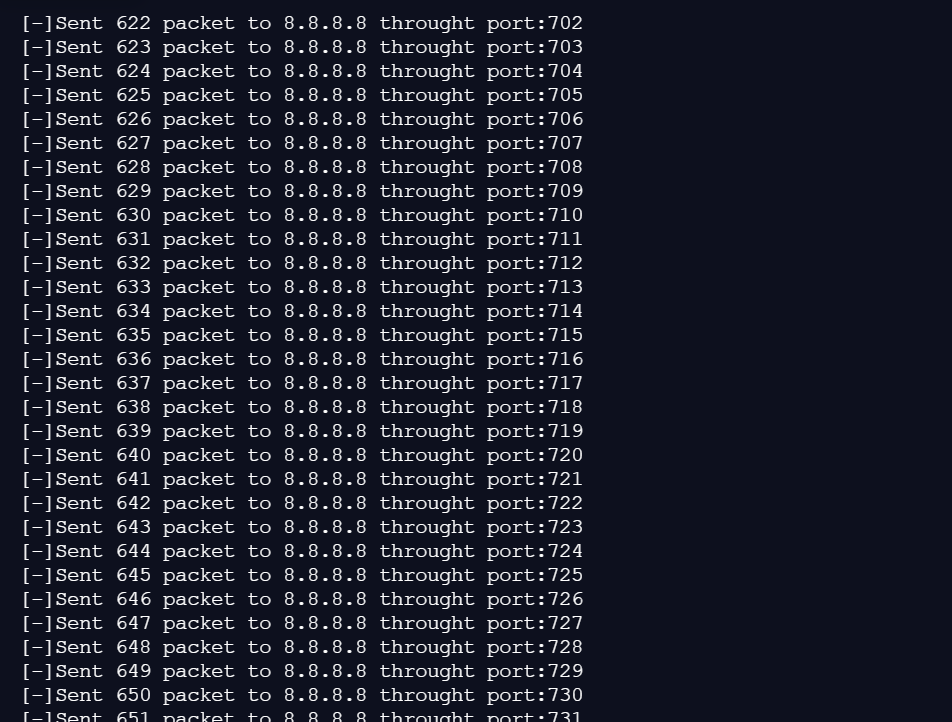 [-]Sent 622 packet to 8.8.8.8 throught port:702
[-]Sent 623 packet to 8.8.8.8 throught port:703
[-]Sent 624 packet to 8.8.8.8 throught port:704
[-]Sent 625 packet to 8.8.8.8 throught port:705
[-]Sent 626 packet to 8.8.8.8 throught port:706
[-]Sent 627 packet to 8.8.8.8 throught port:707
[-]Sent 628 packet to 8.8.8.8 throught port:708
[-]Sent 629 packet to 8.8.8.8 throught port:709
[-]Sent 630 packet to 8.8.8.8 throught port:710
[-]Sent 631 packet to 8.8.8.8 throught port:711
[-]Sent 632 packet to 8.8.8.8 throught port:712
[-]Sent 633 packet to 8.8.8.8 throught port:713
[-]Sent 634 packet to 8.8.8.8 throught port:714
[-]Sent 635 packet to 8.8.8.8 throught port:715
[-]Sent 636 packet to 8.8.8.8 throught port:716
[-]Sent 637 packet to 8.8.8.8 throught port:717
[-]Sent 638 packet to 8.8.8.8 throught port:718
[-]Sent 639 packet to 8.8.8.8 throught port:719
[-]Sent 640 packet to 8.8.8.8 throught port:720
[-]Sent 641 packet to 8.8.8.8 throught port:721
[-]Sent 642 packet to 8.8.8.8 throught port:722
[-]Sent 643 packet to 8.8.8.8 throught port:723
[-]Sent 644 packet to 8.8.8.8 throught port:724
[-]Sent 645 packet to 8.8.8.8 throught port:725
[-]Sent 646 packet to 8.8.8.8 throught port:726
[-]Sent 647 packet to 8.8.8.8 throught port:727
[-]Sent 648 packet to 8.8.8.8 throught port:728
[-]Sent 649 packet to 8.8.8.8 throught port:729
[-]Sent 650 packet to 8.8.8.8 throught port:730
[-]Sent 651 packet to 8.8.8.8 throught port:731